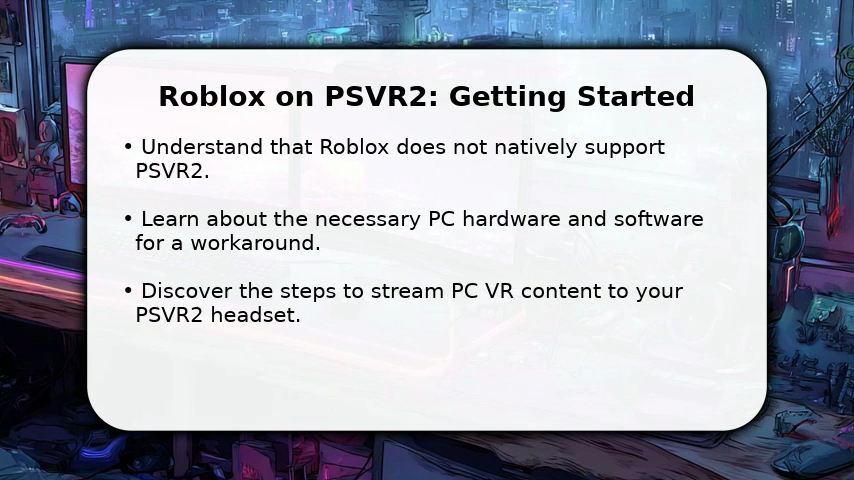 Roblox on PSVR2: Getting Started
• Understand that Roblox does not natively support
PSVR2.
• Learn about the necessary PC hardware and software
for a workaround.
• Discover the steps to stream PC VR content to your
PSVR2 headset.